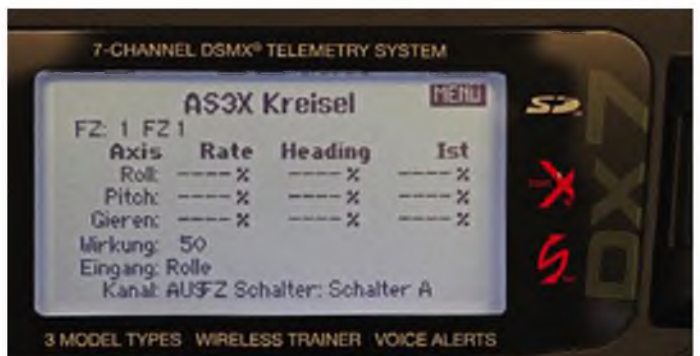 7-CHANNEL DSMX® TELEMETRY SYSTEM
AS3X Kreisel MENU
FZ: 1 FZ 1
Axis Rate Heading Ist
Roll: ----% ----% ----%
Pitch: ----% ----% ----%
Gieren: ----% ----% ----%
Wirkung: 50
Eingang: Rolle
Kanal: AUSFZ Schalter: Schalter A
3 MODEL TYPES WIRELESS TRAINER VOICE ALERTS
SD
DX7